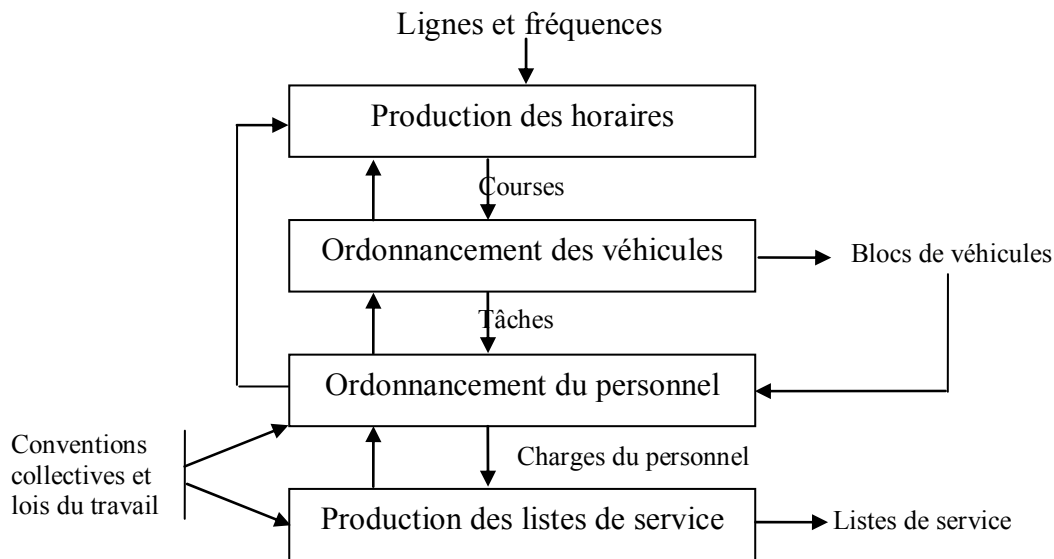 Lignes et fréquences
Production des horaires
Courses
Ordonnancement des véhicules
Blocs de véhicules
Tâches
Ordonnancement du personnel
Conventions
collectives et
lois du travail
Charges du personnel
Production des listes de service
Listes de service